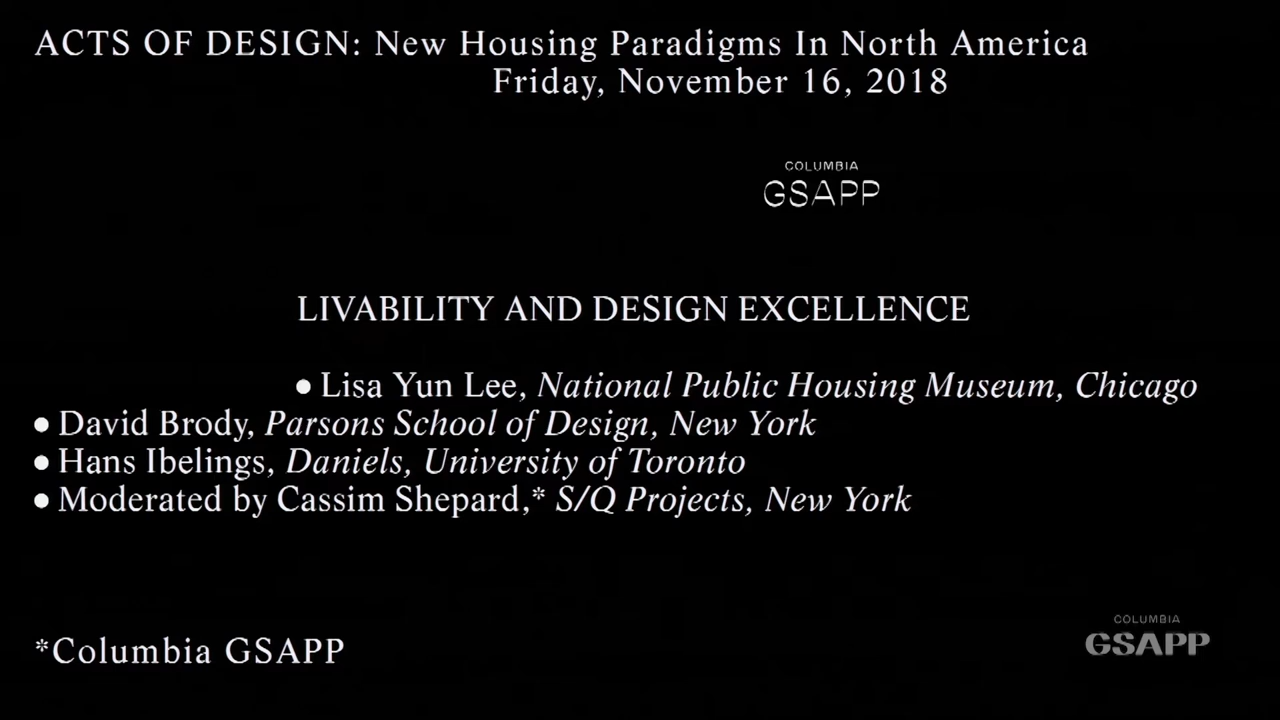 ACTS OF DESIGN: New Housing Paradigms In North America
Friday, November 16, 2018
COLUMBIA
GSAPP
LIVABILITY AND DESIGN EXCELLENCE
• Lisa Yun Lee, National Public Housing Museum, Chicago
• David Brody, Parsons School of Design, New York
• Hans Ibelings, Daniels, University of Toronto
• Moderated by Cassim Shepard,* S/Q Projects, New York
*Columbia GSAPP
COLUMBIA
GSAPP